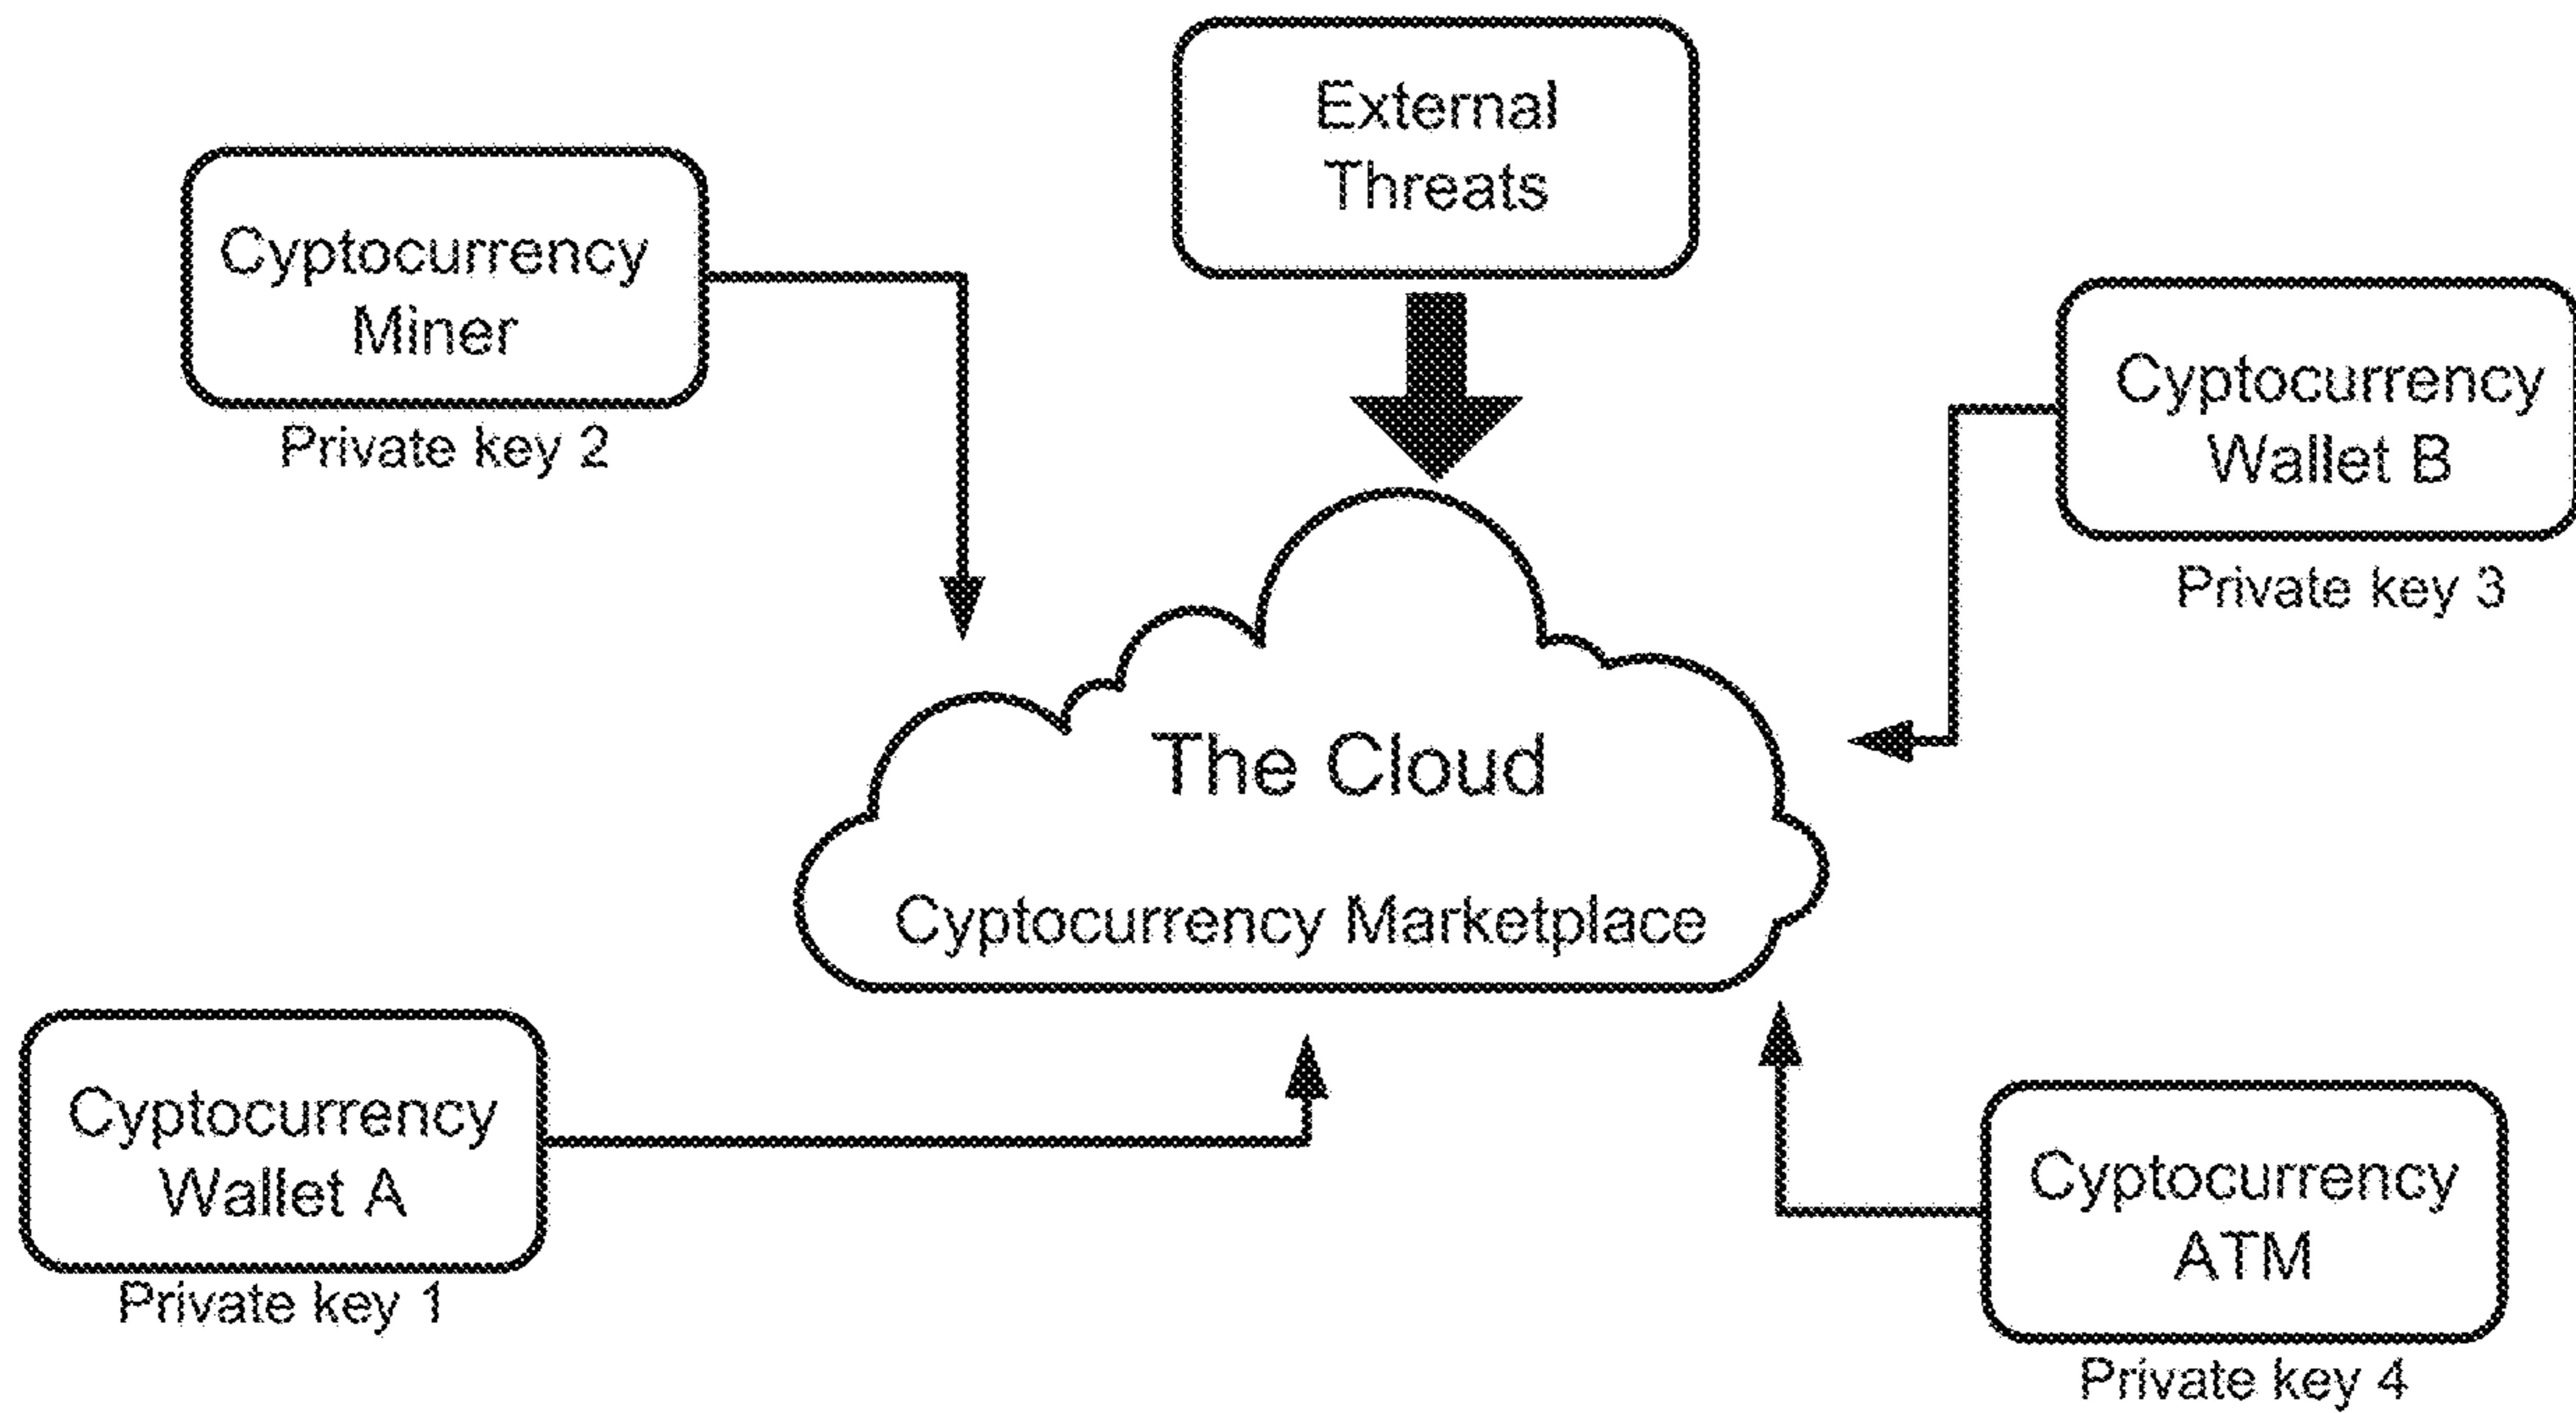 External
Threats
Cyptocurrency
Miner
Private key 2
Cyptocurrency
Wallet B
Private key 3
The Cloud
Cyptocurrency Marketplace
Cyptocurrency
Wallet A
Private key 1
Cyptocurrency
ATM
Private key 4